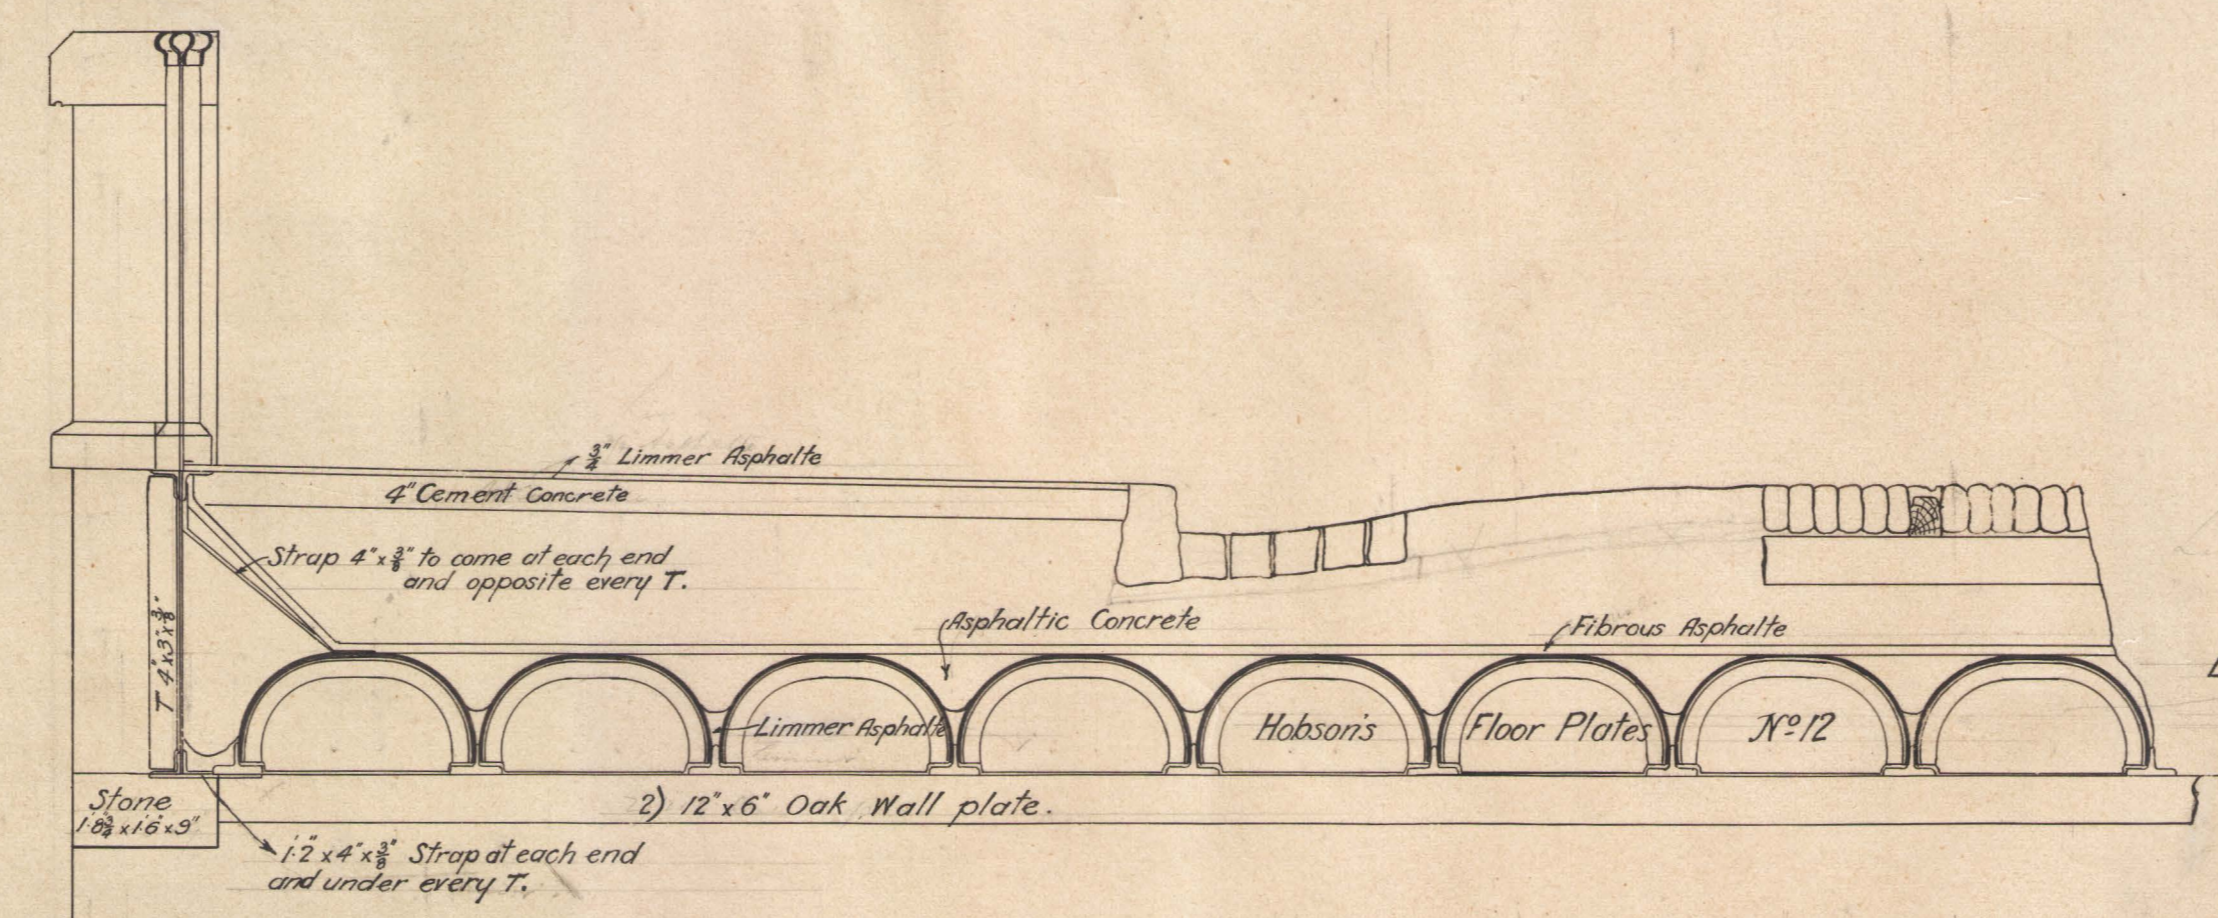 3/4" Limmer Asphalte
4" Cement Concrete
Strap 4" x 3/8" to come at each end
and opposite every T.
T 4" x 3" x 3/8"
Asphaltic Concrete
Fibrous Asphalte
Limmer Asphalte
Hobson's Floor Plates No 12
Stone
1'.8 3/4" x 1'.6" x 9"
2) 12" x 6" Oak Wall plate.
1'.2" x 4" x 3/8" Strap at each end
and under every T.